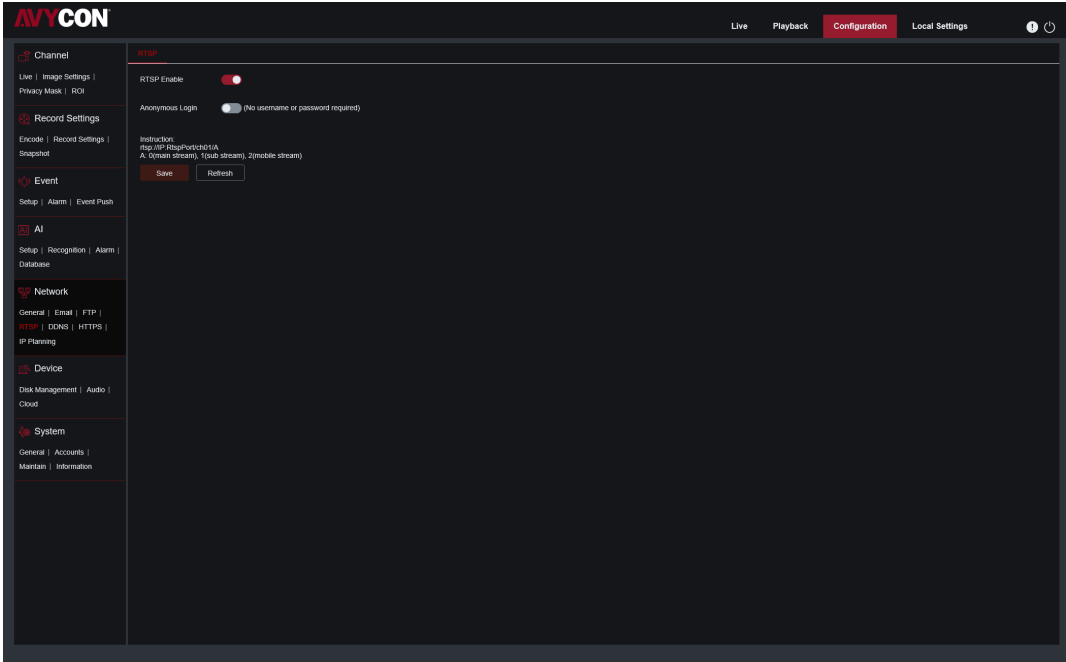 AVYCON
Live Playback Configuration Local Settings
Channel
Live | Image Settings |
Privacy Mask | ROI
Record Settings
Encode | Record Settings |
Snapshot
Event
Setup | Alarm | Event Push
AI
Setup | Recognition | Alarm |
Database
Network
General | Email | FTP |
RTSP | DDNS | HTTPS |
IP Planning
Device
Disk Management | Audio |
Cloud
System
General | Accounts |
Maintain | Information
RTSP
RTSP Enable
Anonymous Login (No username or password required)
Instruction:
rtsp://IP:RtspPort/ch01/A
A: 0(main stream), 1(sub stream), 2(mobile stream)
Save Refresh